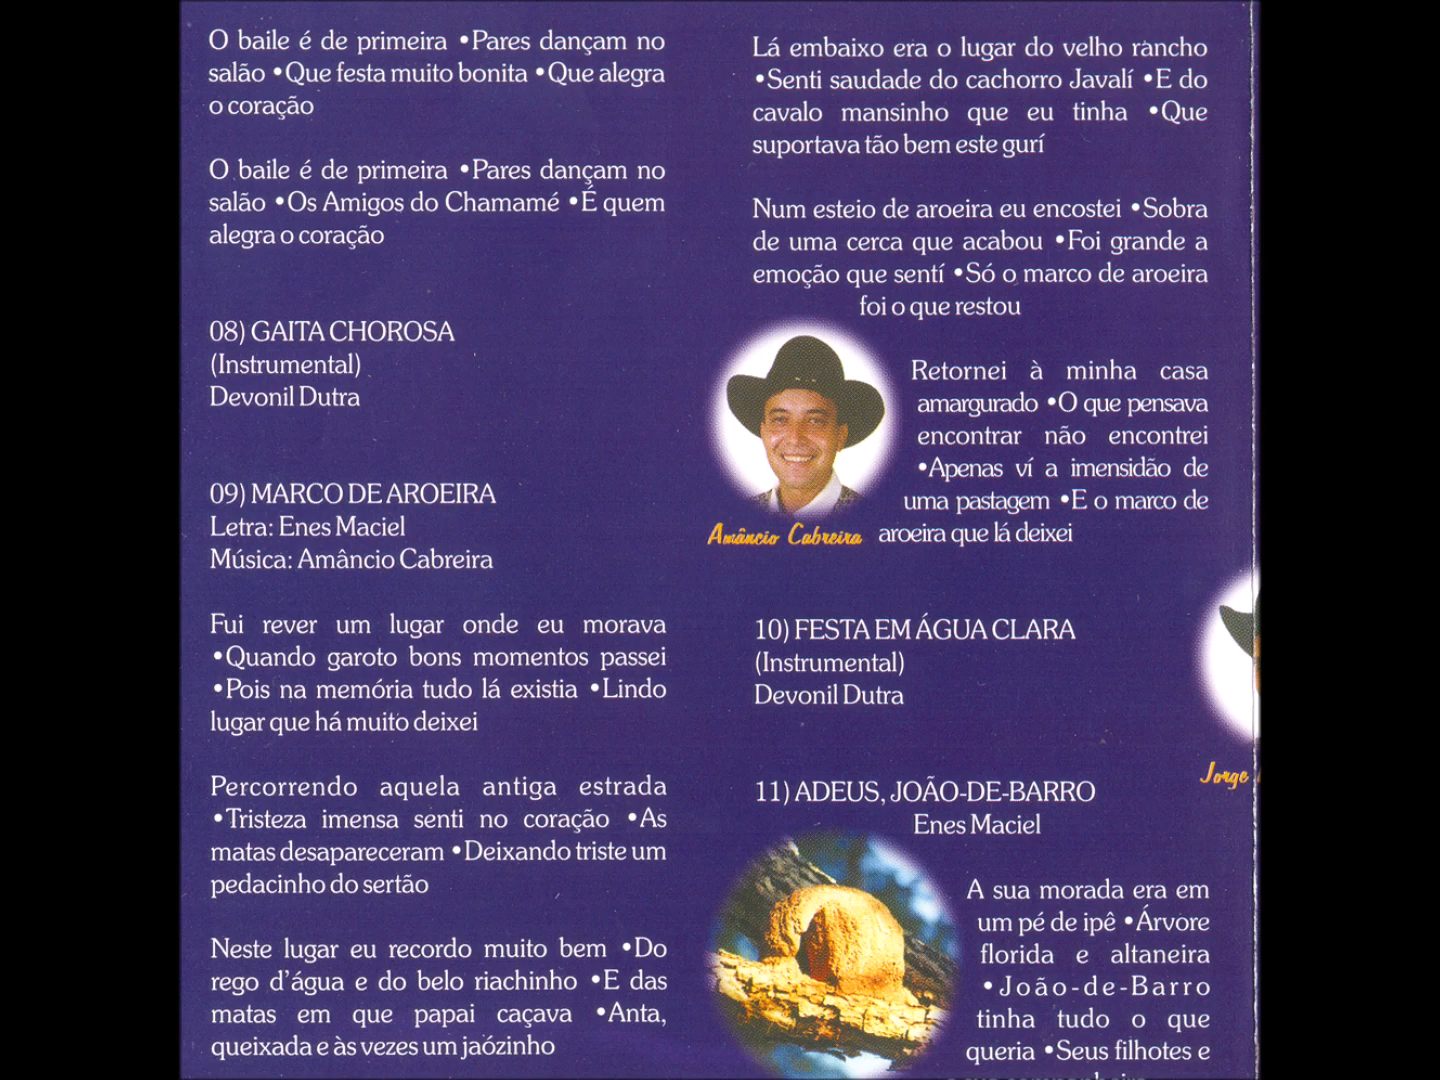 O baile é de primeira •Pares dançam no
salão •Que festa muito bonita •Que alegra
o coração
O baile é de primeira •Pares dançam no
salão •Os Amigos do Chamamé •É quem
alegra o coração
08) GAITA CHOROSA
(Instrumental)
Devonil Dutra
09) MARCO DE AROEIRA
Letra: Enes Maciel
Música: Amâncio Cabreira
Fui rever um lugar onde eu morava
•Quando garoto bons momentos passei
•Pois na memória tudo lá existia •Lindo
lugar que há muito deixei
Percorrendo aquela antiga estrada
•Tristeza imensa senti no coração •As
matas desapareceram •Deixando triste um
pedacinho do sertão
Neste lugar eu recordo muito bem •Do
rego d'água e do belo riachinho •E das
matas em que papai caçava •Anta,
queixada e às vezes um jaózinho
Lá embaixo era o lugar do velho rancho
•Senti saudade do cachorro Javalí •E do
cavalo mansinho que eu tinha •Que
suportava tão bem este gurí
Num esteio de aroeira eu encostei •Sobra
de uma cerca que acabou •Foi grande a
emoção que sentí •Só o marco de aroeira
foi o que restou
Retornei à minha casa
amargurado •O que pensava
encontrar não encontrei
•Apenas ví a imensidão de
uma pastagem •E o marco de
aroeira que lá deixei
Amâncio Cabreira
10) FESTA EM ÁGUA CLARA
(Instrumental)
Devonil Dutra
Jorge
11) ADEUS, JOÃO-DE-BARRO
Enes Maciel
A sua morada era em
um pé de ipê •Árvore
florida e altaneira
•João-de-Barro
tinha tudo o que
queria •Seus filhotes e